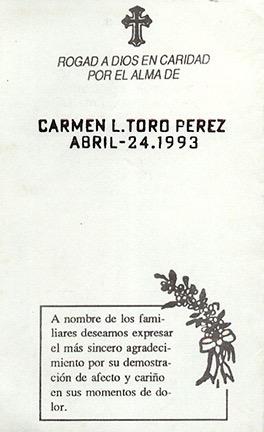 ROGAD A DIOS EN CARIDAD
POR EL ALMA DE
CARMEN L. TORO PEREZ
ABRIL-24.1993
A nombre de los fami-
liares deseamos expresar
el más sincero agradeci-
miento por su demostra-
ción de afecto y cariño
en sus momentos de do-
lor.